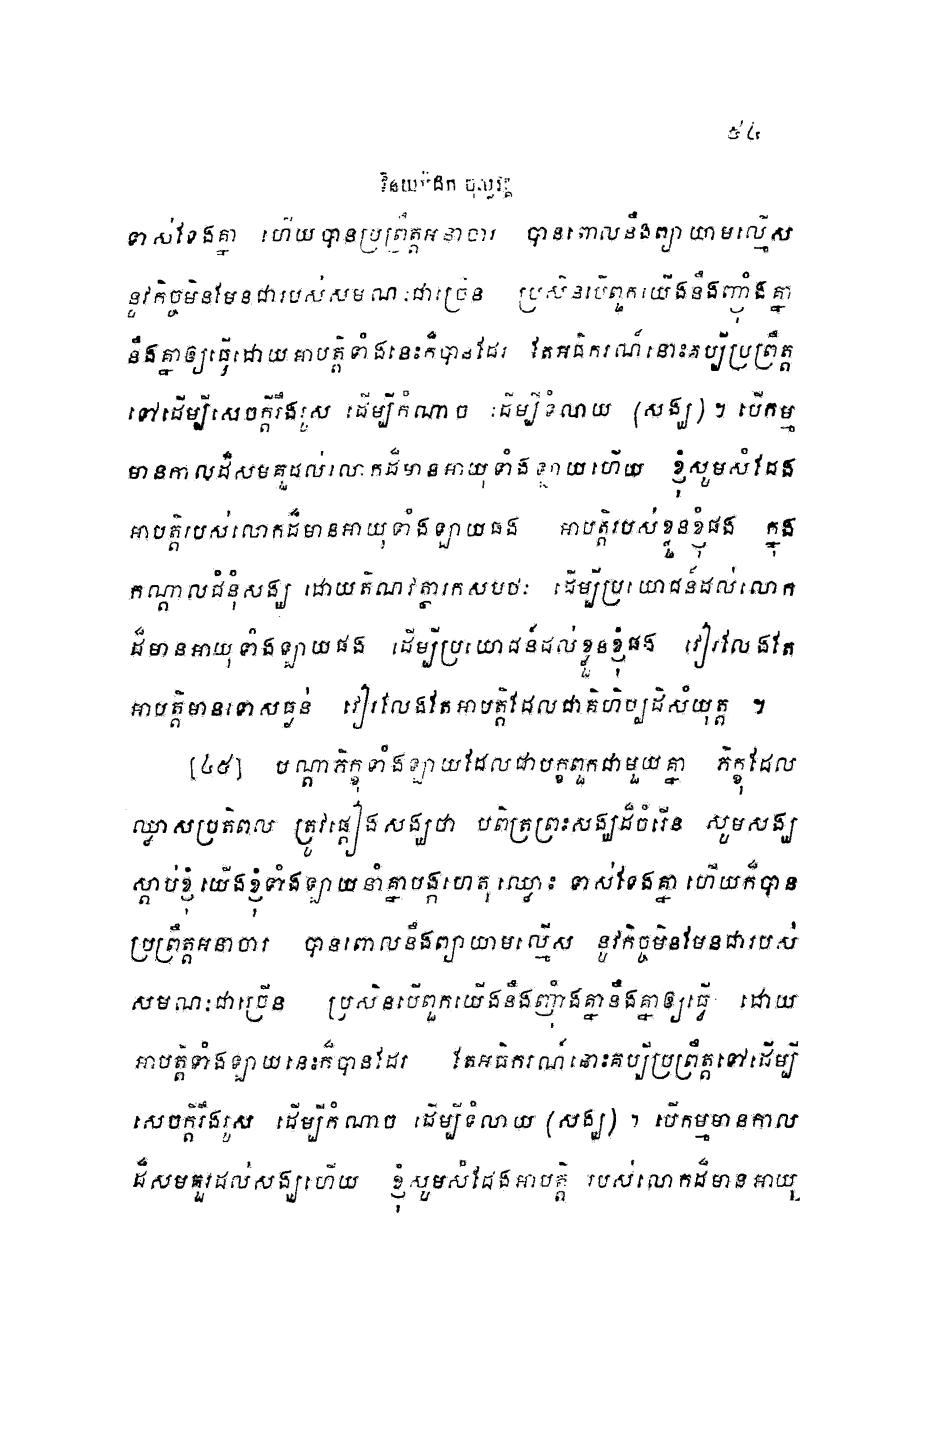 ៩៤
វិនយបិដក ចុល្លវគ្គ
ទាស់ទែងគ្នា ហើយបានប្រព្រឹត្តអនាចារ បានពោលនឹងព្យាយាមល្មើស
នូវកិច្ចមិនមែនជារបស់សមណៈជាច្រើន ប្រសិនបើពួកយើងនឹងញុំាងគ្នា
នឹងគ្នាឲ្យធ្វើដោយអាបត្តិទាំងនេះក៏បានដែរ តែអធិករណ៍នោះគប្បីប្រព្រឹត្ត
ទៅដើម្បីសេចក្តីរឹងរូស ដើម្បីកំណាច ដើម្បីទំលាយ (សង្ឃ) ។ បើកម្ម
មានកាលដ៏សមគួរដល់លោកដ៏មានអាយុទាំងឡាយហើយ ខ្ញុំសូមសំដែង
អាបត្តិរបស់លោកដ៏មានអាយុទាំងឡាយផង អាបត្តិរបស់ខ្លួនខ្ញុំផង ក្នុង
កណ្តាលជំនុំសង្ឃ ដោយតិណវត្ថារកសបថៈ ដើម្បីប្រយោជន៍ដល់លោក
ដ៏មានអាយុទាំងឡាយផង ដើម្បីប្រយោជន៍ដល់ខ្លួនខ្ញុំផង វៀរលែងតែ
អាបត្តិមានទោសធ្ងន់ វៀរលែងតែអាបត្តិដែលជាគិហិប្បដិសំយុត្ត ។
[៤៩] បណ្តាភិក្ខុទាំងឡាយដែលជាបក្ខពួកជាមួយគ្នា ភិក្ខុដែល
ឈ្លាសប្រតិពល ត្រូវផ្តៀងសង្ឃថា បពិត្រព្រះសង្ឃដ៏ចំរើន សូមសង្ឃ
ស្តាប់ខ្ញុំ យើងខ្ញុំទាំងឡាយនាំគ្នាបង្កហេតុឈ្លោះ ទាស់ទែងគ្នា ហើយក៏បាន
ប្រព្រឹត្តអនាចារ បានពោលនឹងព្យាយាមល្មើស នូវកិច្ចមិនមែនជារបស់
សមណៈជាច្រើន ប្រសិនបើពួកយើងនឹងញុំាងគ្នានឹងគ្នាឲ្យធ្វើ ដោយ
អាបត្តិទាំងឡាយនេះក៏បានដែរ តែអធិករណ៍នោះគប្បីប្រព្រឹត្តទៅដើម្បី
សេចក្តីរឹងរូស ដើម្បីកំណាច ដើម្បីទំលាយ (សង្ឃ) ។ បើកម្មមានកាល
ដ៏សមគួរដល់សង្ឃហើយ ខ្ញុំសូមសំដែងអាបត្តិ របស់លោកដ៏មានអាយុ